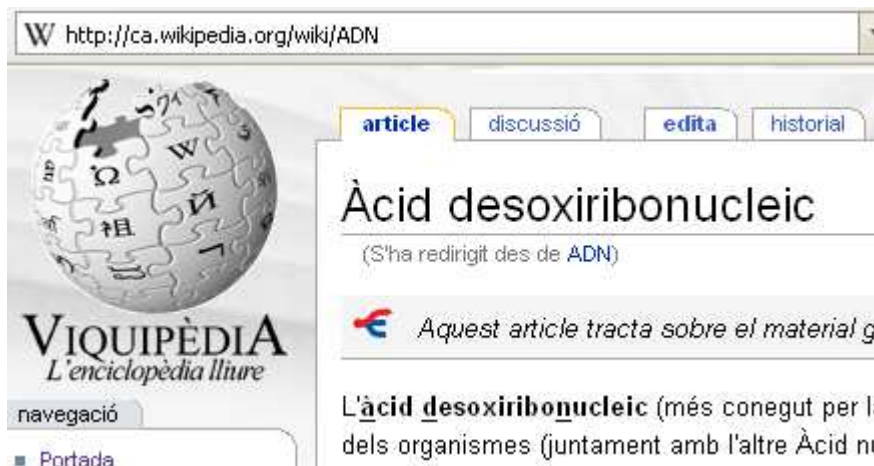 http://ca.wikipedia.org/wiki/ADN
article discussió edita historial
Àcid desoxiribonucleic
(S'ha redirigit des de ADN)
Aquest article tracta sobre el material g
VIQUIPÈDIA
L'enciclopèdia lliure
navegació
Portada
L'àcid desoxiribonucleic (més conegut per l
dels organismes (juntament amb l'altre Àcid n